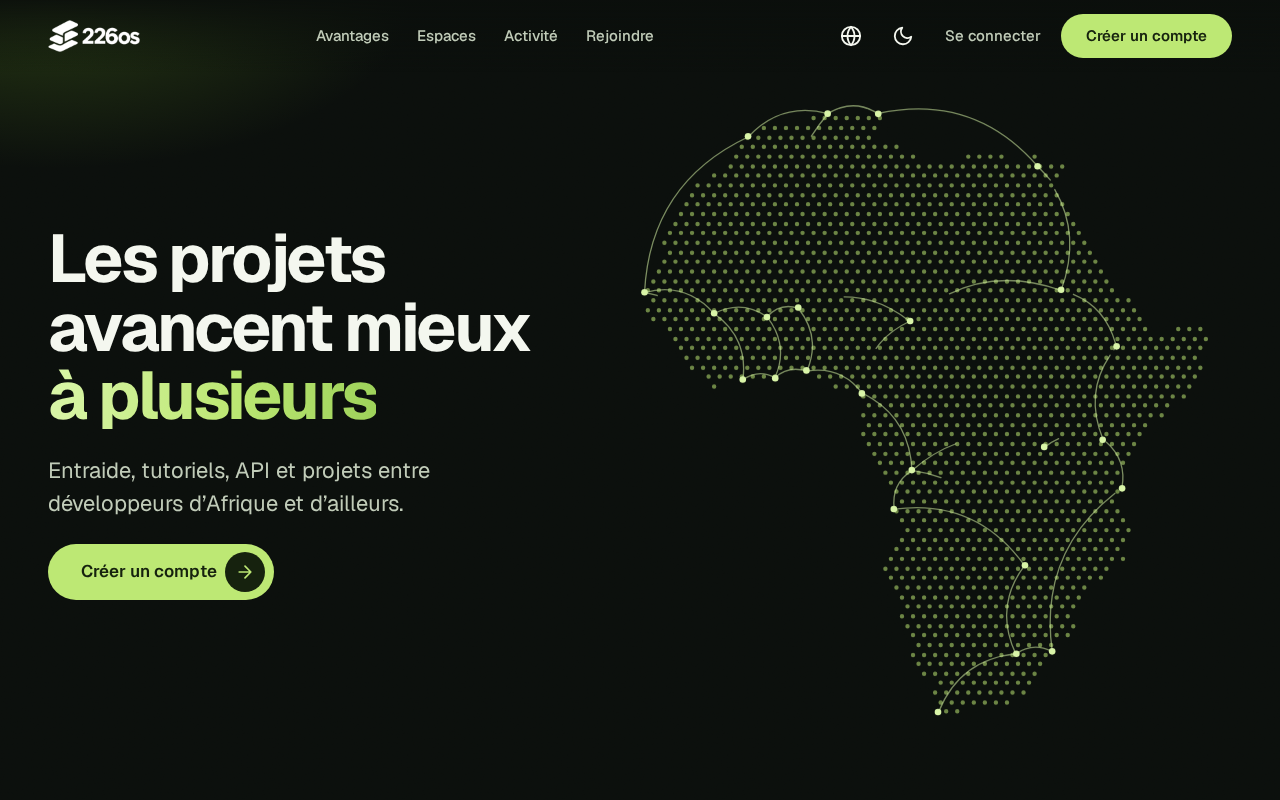 226os
Avantages
Espaces
Activité
Rejoindre
Se connecter
Créer un compte
Les projets
avancent mieux
à plusieurs
Entraide, tutoriels, API et projets entre
développeurs d’Afrique et d’ailleurs.
Créer un compte